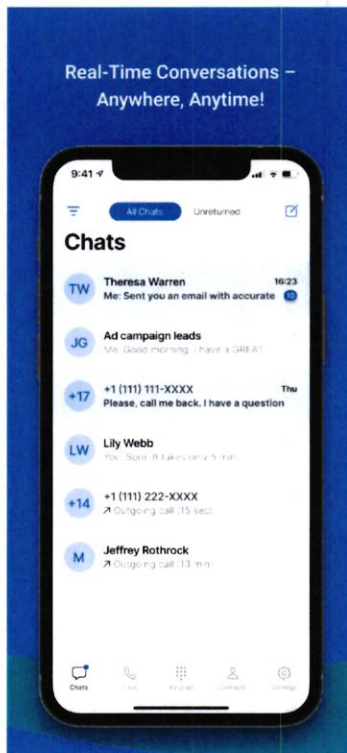 Real-Time Conversations –
Anywhere, Anytime!
9:41
All Chats Unreturned
Chats
TW
Theresa Warren 16:23
Me: Sent you an email with accurate 10
JG
Ad campaign leads
Me: Good morning, I have a GREAT
+17
+1 (111) 111-XXXX Thu
Please, call me back. I have a question
LW
Lily Webb
You: Sure. It takes only 5 min
+14
+1 (111) 222-XXXX
Outgoing call (15 sec)
M
Jeffrey Rothrock
Outgoing call (13 min)
Chats Keypad Contacts Settings